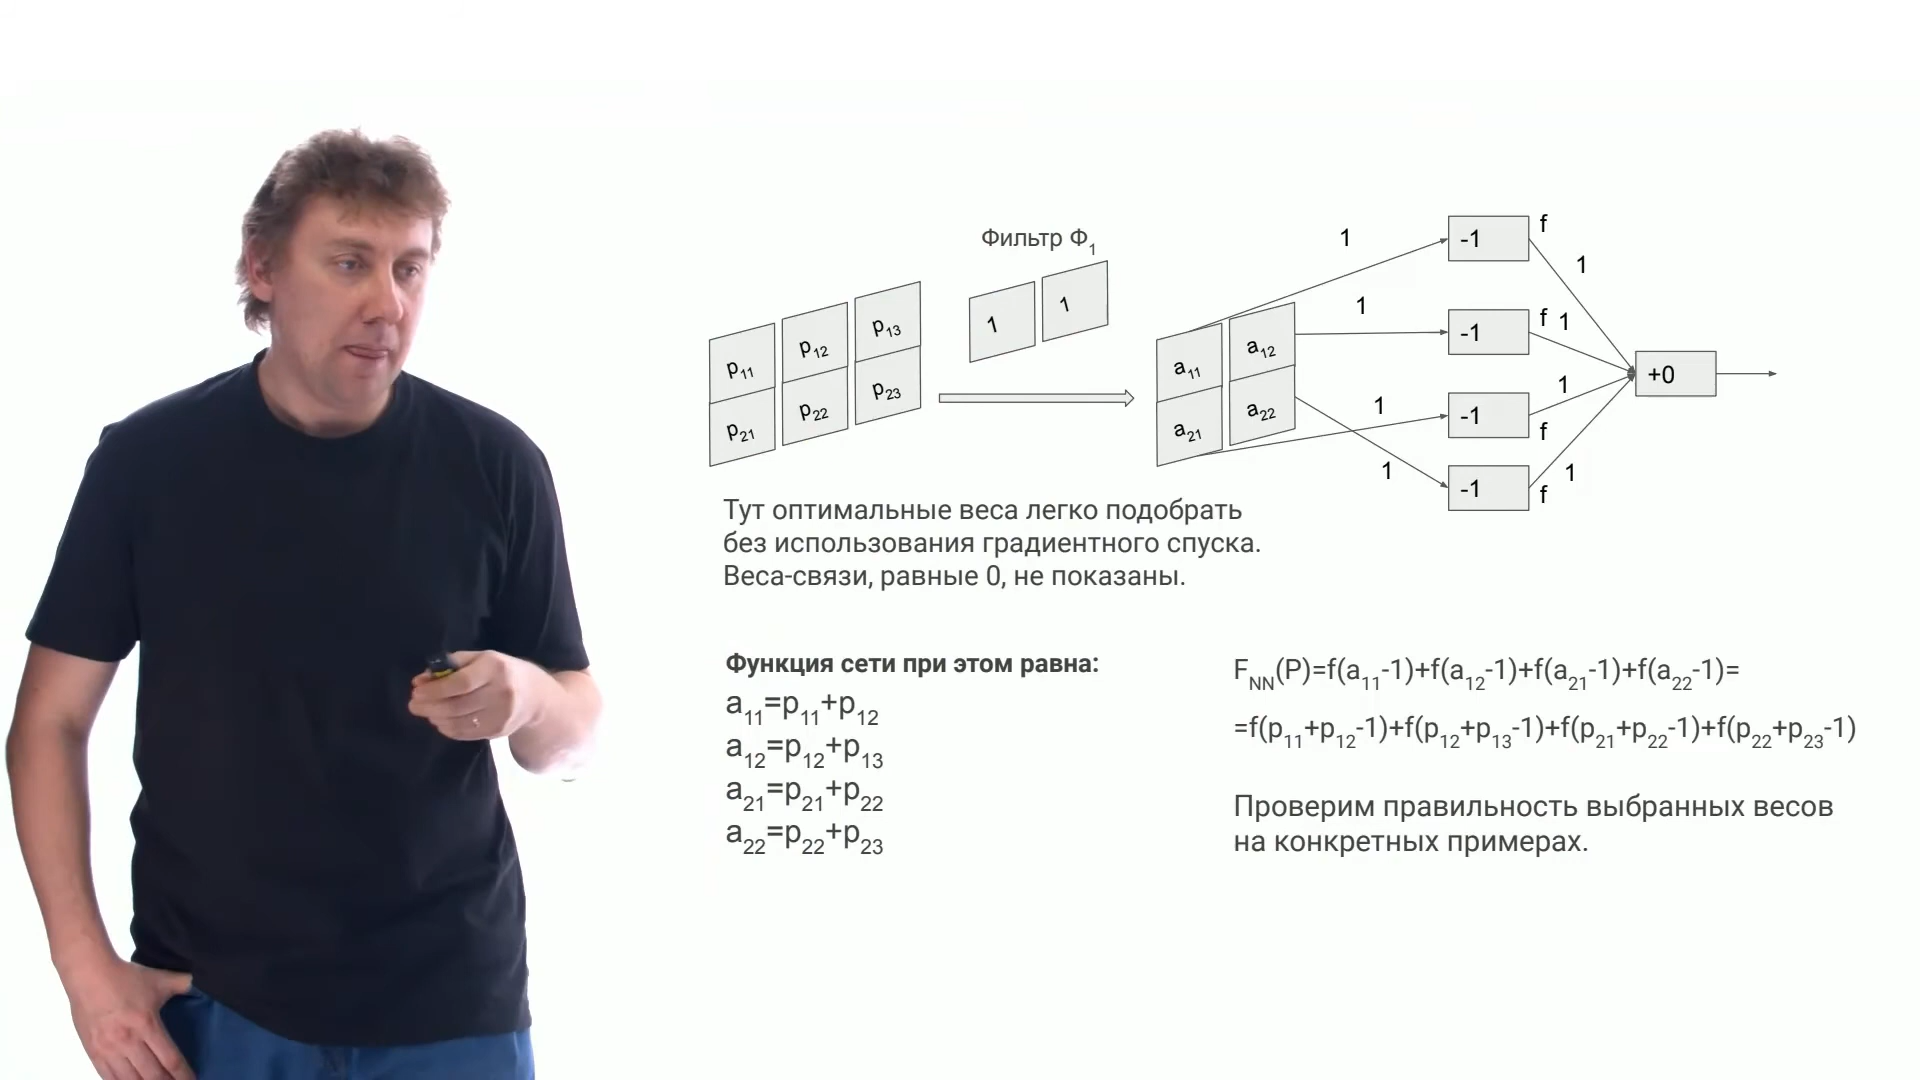 Фильтр Ф₁
1 1
p₁₁ p₁₂ p₁₃
p₂₁ p₂₂ p₂₃
a₁₁ a₁₂
a₂₁ a₂₂
1 -1 f 1
1 -1 f 1
1 -1 f 1
1 -1 f 1
+0
Тут оптимальные веса легко подобрать
без использования градиентного спуска.
Веса-связи, равные 0, не показаны.
Функция сети при этом равна:
a₁₁=p₁₁+p₁₂
a₁₂=p₁₂+p₁₃
a₂₁=p₂₁+p₂₂
a₂₂=p₂₂+p₂₃
F_NN(P)=f(a₁₁-1)+f(a₁₂-1)+f(a₂₁-1)+f(a₂₂-1)=
=f(p₁₁+p₁₂-1)+f(p₁₂+p₁₃-1)+f(p₂₁+p₂₂-1)+f(p₂₂+p₂₃-1)
Проверим правильность выбранных весов
на конкретных примерах.